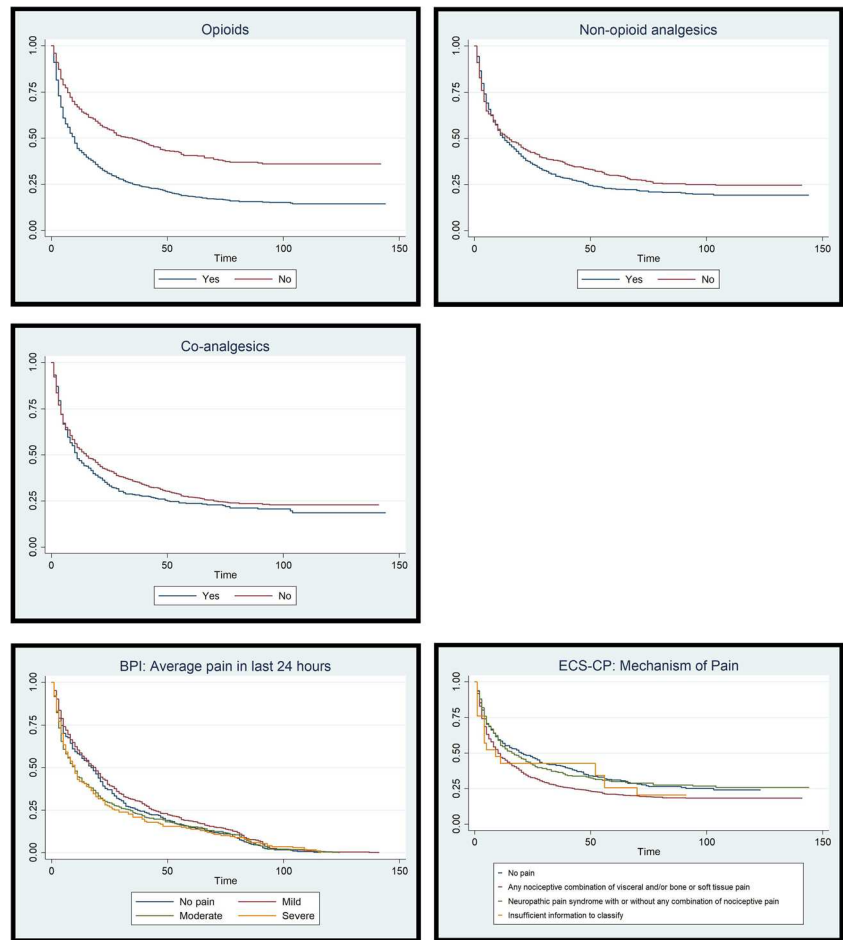 Opioids
1.00
0.75
0.50
0.25
0.00
0 50 100 150
Time
Yes No
Non-opioid analgesics
1.00
0.75
0.50
0.25
0.00
0 50 100 150
Time
Yes No
Co-analgesics
1.00
0.75
0.50
0.25
0.00
0 50 100 150
Time
Yes No
BPI: Average pain in last 24 hours
1.00
0.75
0.50
0.25
0.00
0 50 100 150
Time
No pain Mild
Moderate Severe
ECS-CP: Mechanism of Pain
1.00
0.75
0.50
0.25
0.00
0 50 100 150
Time
No pain
Any nociceptive combination of visceral and/or bone or soft tissue pain
Neuropathic pain syndrome with or without any combination of nociceptive pain
Insufficient information to classify